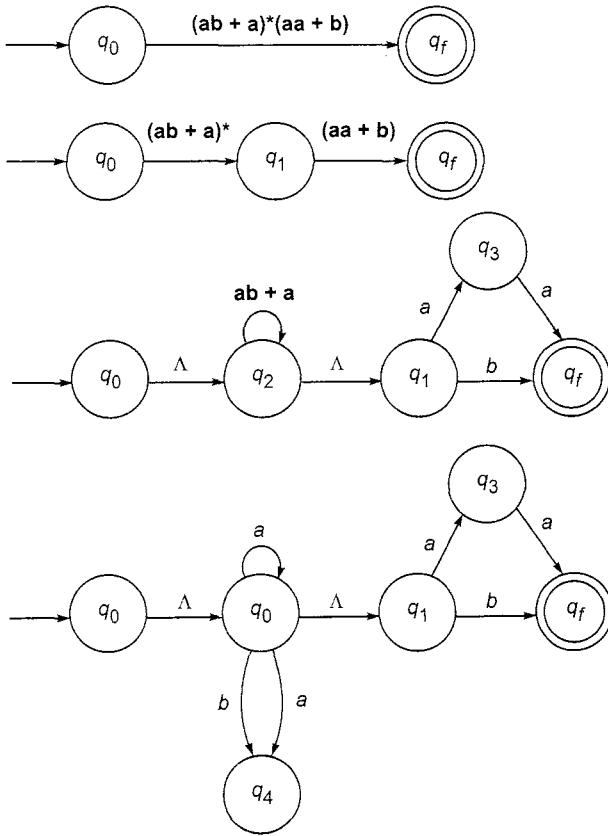 (ab + a)*(aa + b)
q0 qf
(ab + a)* (aa + b)
q0 q1 qf
q3
ab + a
a a
Λ Λ b
q0 q2 q1 qf
q3
a
a a
Λ Λ b
q0 q0 q1 qf
b a
q4